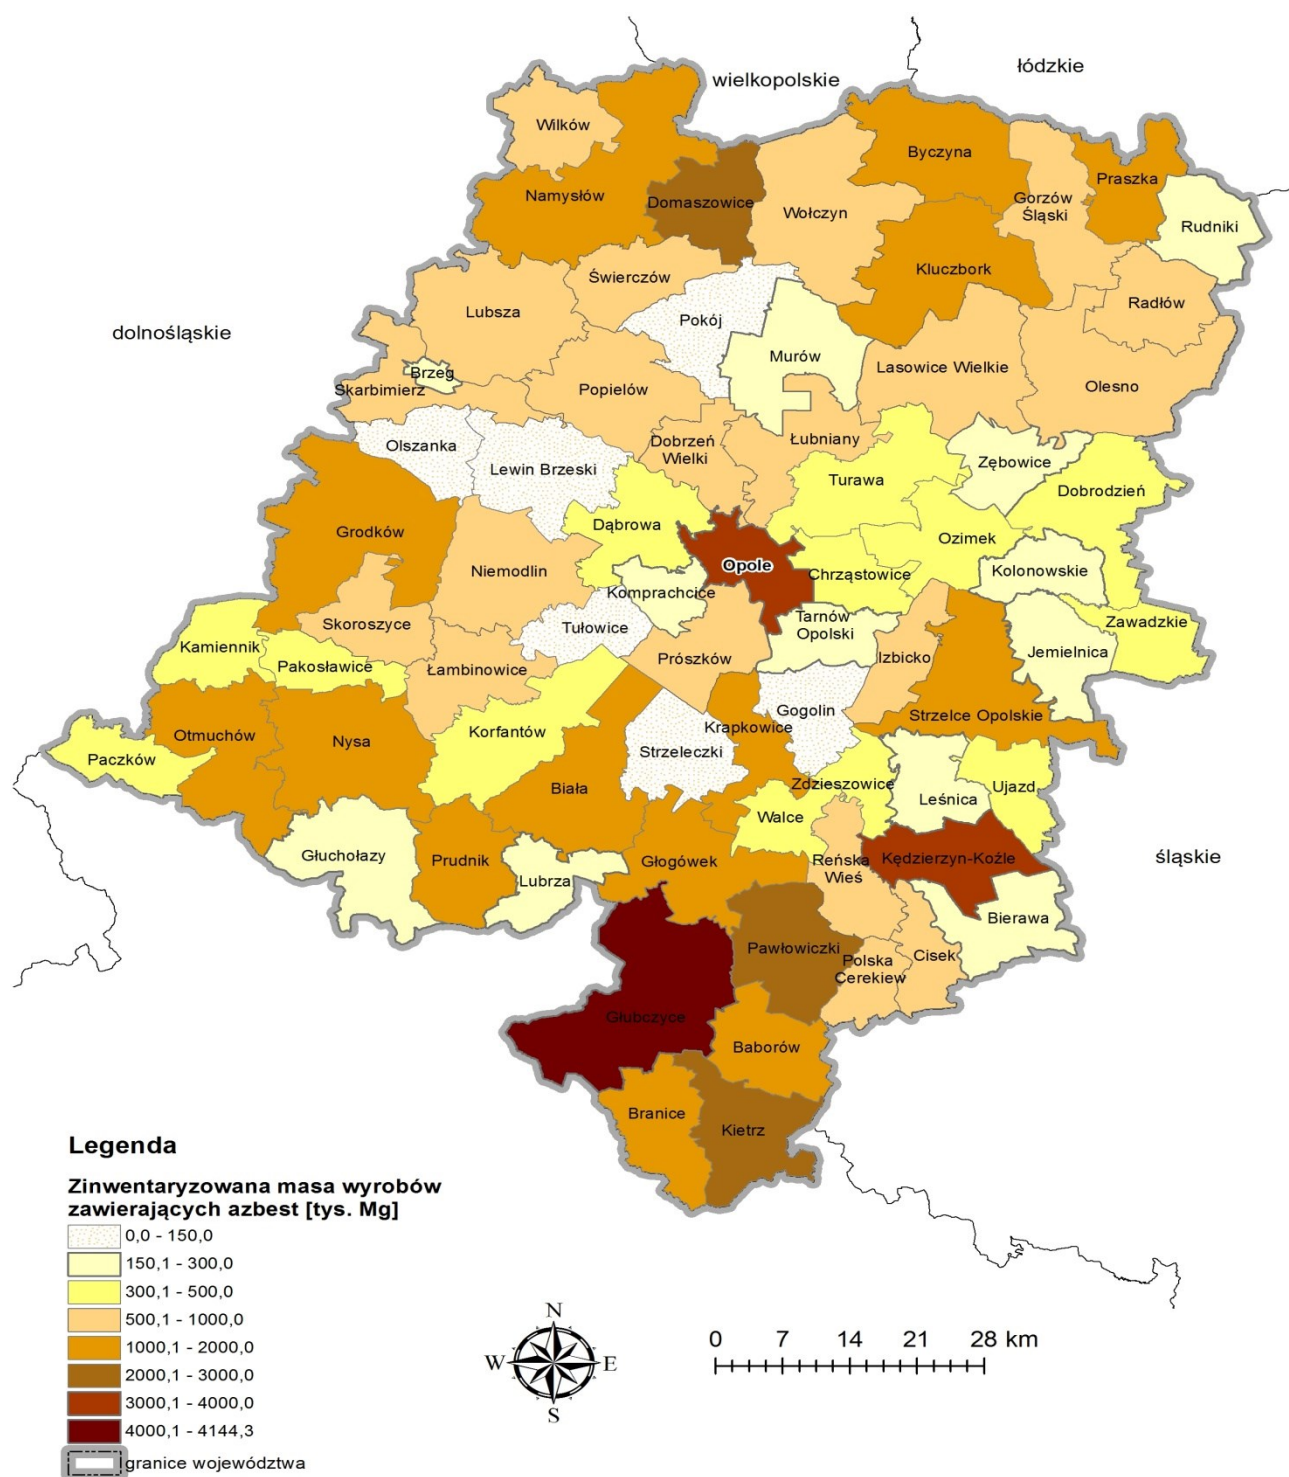 wielkopolskie
łódzkie
Wilków
Byczyna
Praszka
Namysłów
Domaszowice
Wołczyn
Gorzów
Śląski
Rudniki
Kluczbork
Świerczów
Radłów
Lubsza
Pokój
dolnośląskie
Murów
Lasowice Wielkie
Brzeg
Olesno
Skarbimierz
Popielów
Olszanka
Dobrzeń
Wielki
Łubniany
Lewin Brzeski
Zębowice
Turawa
Dobrodzień
Dąbrowa
Grodków
Ozimek
Opole
Niemodlin
Chrząstowice
Kolonowskie
Komprachcice
Skoroszyce
Tułowice
Tarnów
Opolski
Zawadzkie
Kamiennik
Pakosławice
Łambinowice
Prószków
Izbicko
Jemielnica
Gogolin
Otmuchów
Nysa
Korfantów
Krapkowice
Strzelce Opolskie
Strzeleczki
Paczków
Biała
Zdzieszowice
Ujazd
Leśnica
Walce
Głuchołazy
Prudnik
Głogówek
Reńska
Wieś
Kędzierzyn-Koźle
śląskie
Lubrza
Bierawa
Pawłowiczki
Polska
Cerekiew
Cisek
Głubczyce
Baborów
Branice
Kietrz
Legenda
Zinwentaryzowana masa wyrobów
zawierających azbest [tys. Mg]
0,0 - 150,0
150,1 - 300,0
300,1 - 500,0
500,1 - 1000,0
1000,1 - 2000,0
2000,1 - 3000,0
3000,1 - 4000,0
4000,1 - 4144,3
granice województwa
N
W E
S
0 7 14 21 28 km